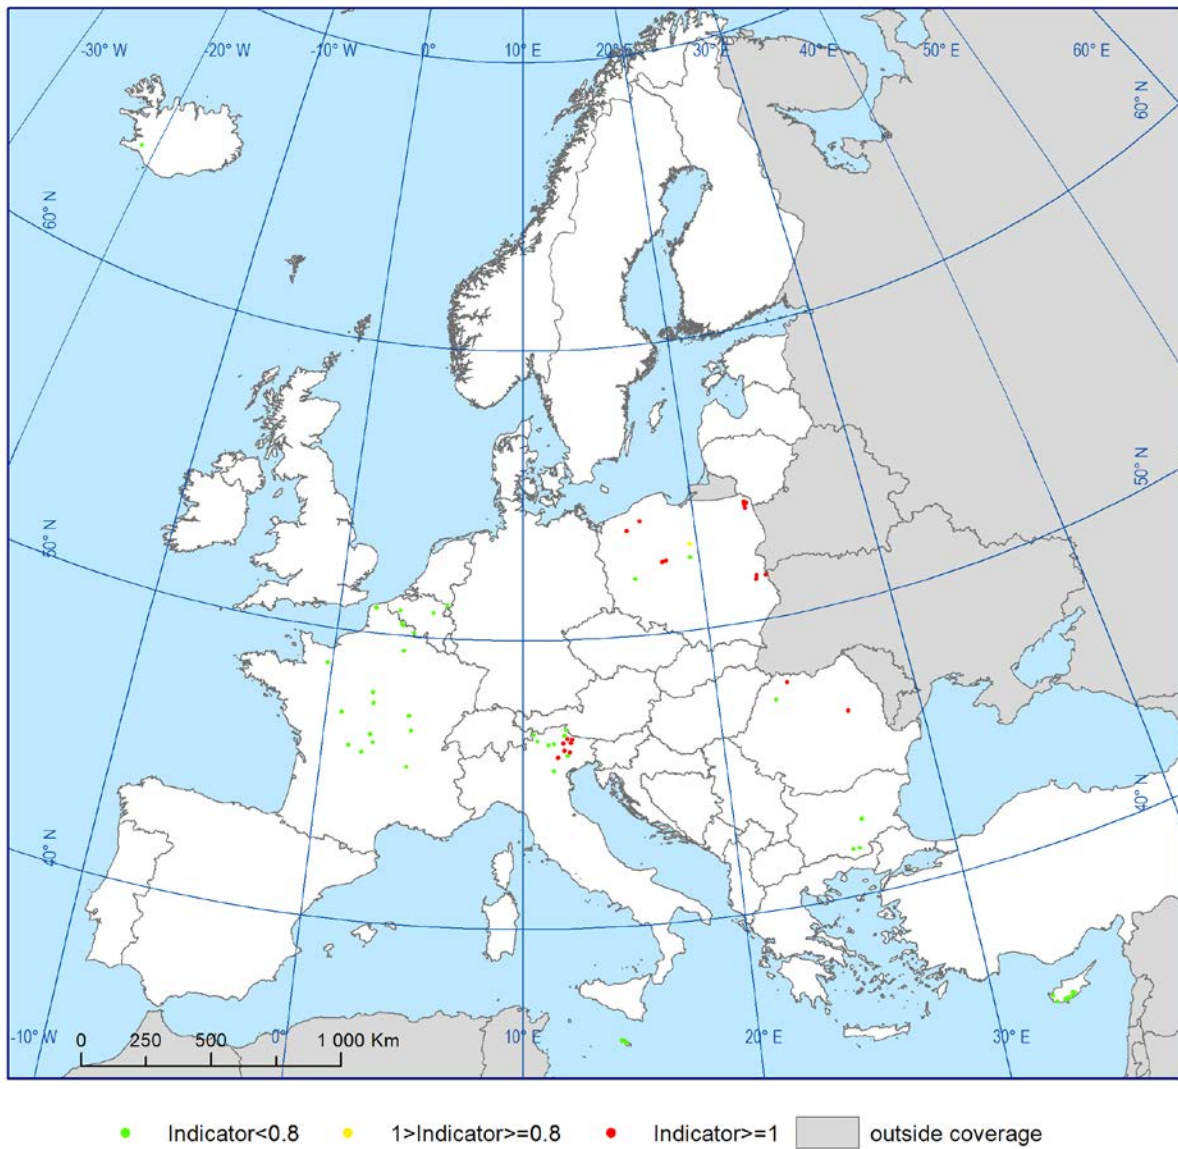 -30° W -20° W -10° W 0° 10° E 20° E 30° E 40° E 50° E 60° E
60° N
60° N
50° N
50° N
40° N
40° N
-10° W 0° 10° E 20° E 30° E
0 250 500 1 000 Km
Indicator<0.8 1>Indicator>=0.8 Indicator>=1 outside coverage